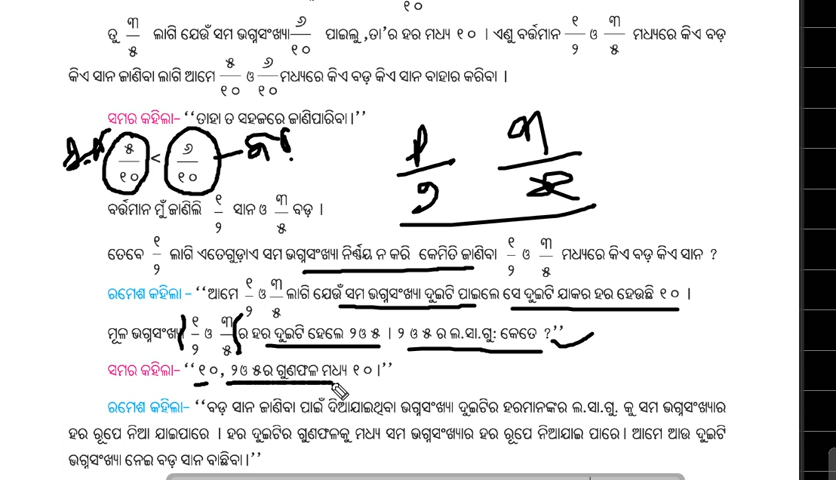 ୧୦
ତୁ ୩/୫ ଲାଗି ଯେଉଁ ସମ ଭଗ୍ନସଂଖ୍ୟା ୬/୧୦ ପାଇଲୁ ,ତା'ର ହର ମଧ୍ୟ ୧୦ । ଏଣୁ ବର୍ତ୍ତମାନ ୧/୨ ଓ ୩/୫ ମଧ୍ୟରେ କିଏ ବଡ଼
କିଏ ସାନ ଜାଣିବା ଲାଗି ଆମେ ୫/୧୦ ଓ ୬/୧୦ ମଧ୍ୟରେ କିଏ ବଡ଼ କିଏ ସାନ ବାହାର କରିବା ।
ସମର କହିଲା- ‘‘ତାହା ତ ସହଜରେ ଜାଣିପାରିବା।’’
୫/୧୦ < ୬/୧୦
୧/୨ ୩/୫
ବର୍ତ୍ତମାନ ମୁଁ ଜାଣିଲି ୧/୨ ସାନ ଓ ୩/୫ ବଡ଼ ।
ତେବେ ୧/୨ ଲାଗି ଏତେଗୁଡ଼ାଏ ସମ ଭଗ୍ନସଂଖ୍ୟା ନିର୍ଣ୍ଣୟ ନ କରି କେମିତି ଜାଣିବା ୧/୨ ଓ ୩/୫ ମଧ୍ୟରେ କିଏ ବଡ଼ କିଏ ସାନ ?
ରମେଶ କହିଲା - ‘‘ଆମେ ୧/୨ ଓ ୩/୫ ଲାଗି ଯେଉଁ ସମ ଭଗ୍ନସଂଖ୍ୟା ଦୁଇଟି ପାଇଲେ ସେ ଦୁଇଟି ଯାକର ହର ହେଉଛି ୧୦ ।
ମୂଳ ଭଗ୍ନସଂଖ୍ୟା ୧/୨ ଓ ୩/୫ ର ହର ଦୁଇଟି ହେଲେ ୨ଓ ୫ । ୨ ଓ ୫ର ଲ.ସା.ଗୁ: କେତେ ?’’
ସମର କହିଲା- ‘‘୧୦, ୨ଓ ୫ର ଗୁଣଫଳ ମଧ୍ୟ ୧୦।’’
ରମେଶ କହିଲା- ‘‘ବଡ଼ ସାନ ଜାଣିବା ପାଇଁ ଦିଆଯାଇଥିବା ଭଗ୍ନସଂଖ୍ୟା ଦୁଇଟିର ହରମାନଙ୍କର ଲ.ସା.ଗୁ. କୁ ସମ ଭଗ୍ନସଂଖ୍ୟାର
ହର ରୂପେ ନିଆ ଯାଇପାରେ । ହର ଦୁଇଟିର ଗୁଣଫଳକୁ ମଧ୍ୟ ସମ ଭଗ୍ନସଂଖ୍ୟାର ହର ରୂପେ ନିଆଯାଇ ପାରେ। ଆମେ ଆଉ ଦୁଇଟି
ଭଗ୍ନସଂଖ୍ୟା ନେଇ ବଡ଼ ସାନ ବାଛିବା।’’